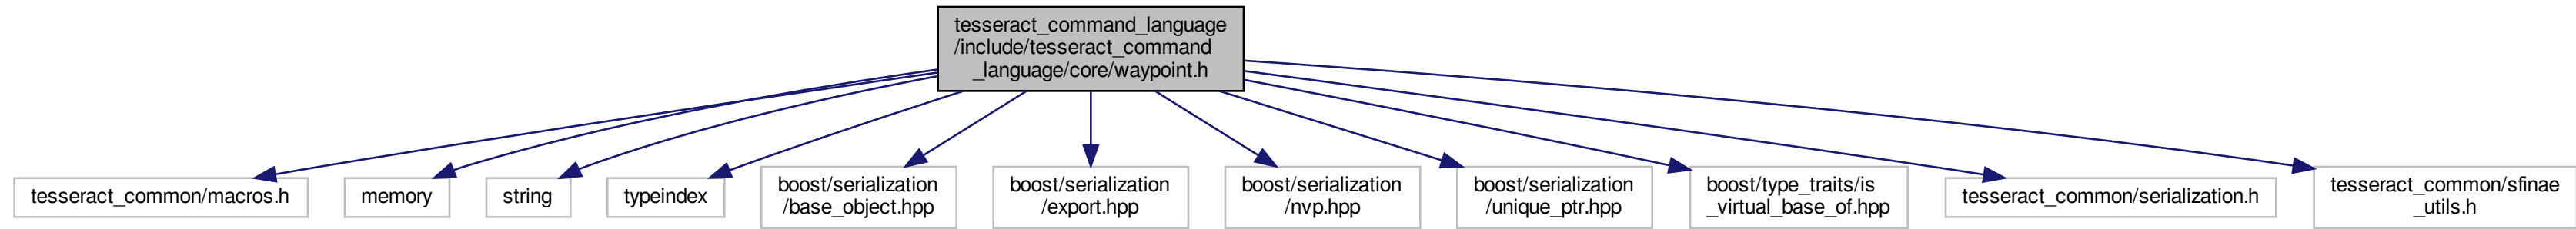 tesseract_command_language
/include/tesseract_command
_language/core/waypoint.h
tesseract_common/macros.h
memory
string
typeindex
boost/serialization
/base_object.hpp
boost/serialization
/export.hpp
boost/serialization
/nvp.hpp
boost/serialization
/unique_ptr.hpp
boost/type_traits/is
_virtual_base_of.hpp
tesseract_common/serialization.h
tesseract_common/sfinae
_utils.h